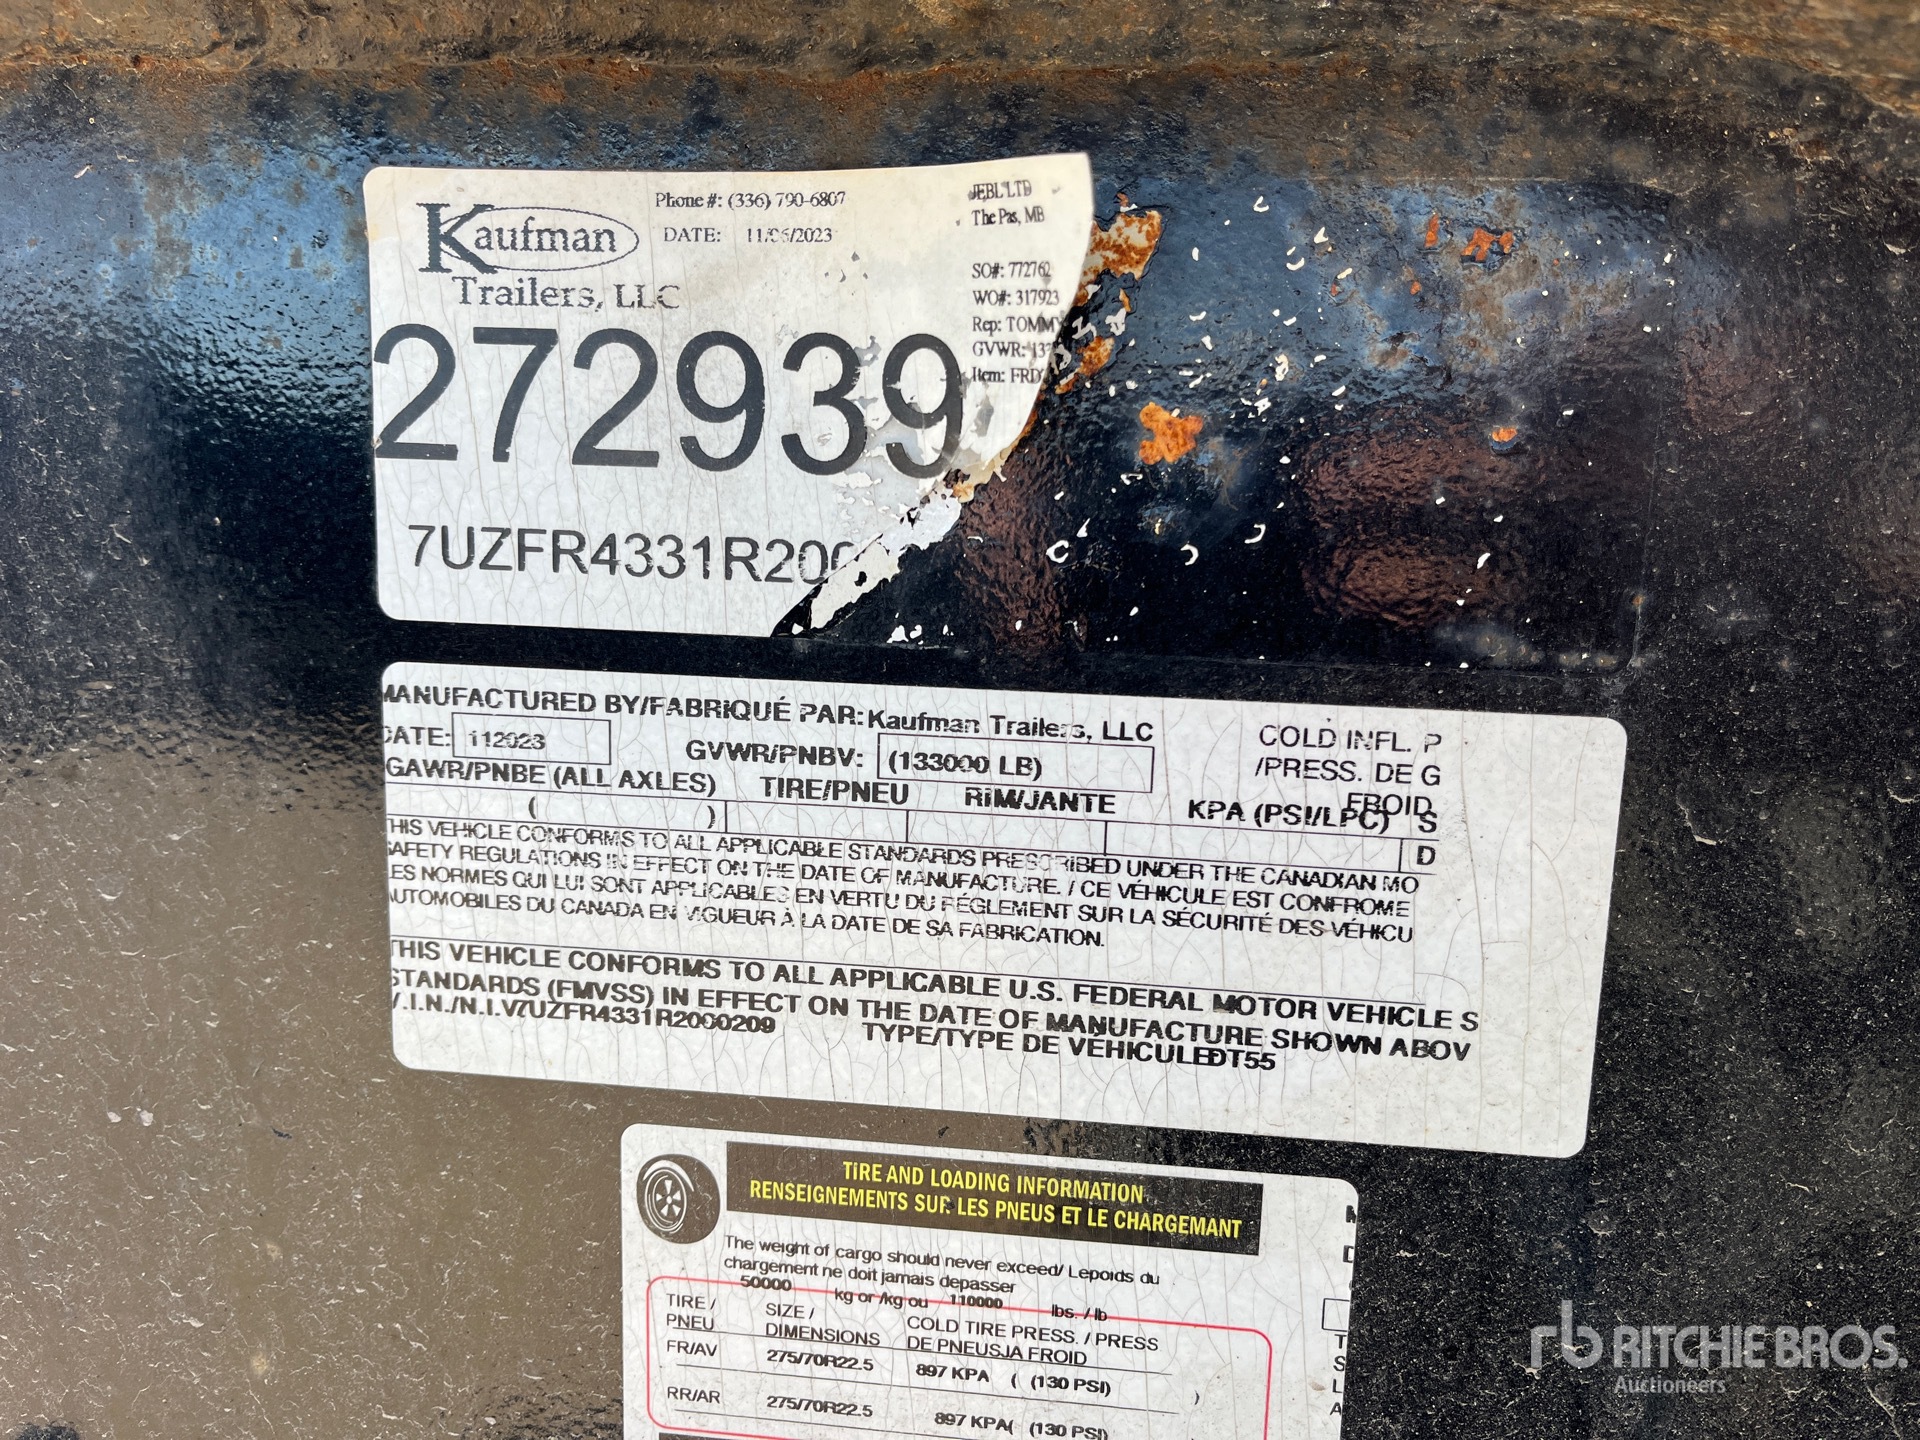 Kaufman
Trailers, LLC
Phone #: (336) 790-6807
DATE: 11/06/2023
JEBL LTD
The Pas, MB
SO#: 772762
WO#: 317923
Rep: TOMMY
GVWR: 13
Item: FRD
272939
7UZFR4331R200
MANUFACTURED BY/FABRIQUÉ PAR: Kaufman Trailers, LLC
DATE: 112023
GVWR/PNBV: (133000 LB)
COLD INFL. P
/PRESS. DE G
FROID
GAWR/PNBE (ALL AXLES) TIRE/PNEU RIM/JANTE KPA (PSI/LPC) S
( ) D
THIS VEHICLE CONFORMS TO ALL APPLICABLE STANDARDS PRESCRIBED UNDER THE CANADIAN MO
SAFETY REGULATIONS IN EFFECT ON THE DATE OF MANUFACTURE. / CE VÉHICULE EST CONFROME
LES NORMES QUI LUI SONT APPLICABLES EN VERTU DU RÉGLEMENT SUR LA SÉCURITÉ DES VÉHICU
AUTOMOBILES DU CANADA EN VIGUEUR À LA DATE DE SA FABRICATION.
THIS VEHICLE CONFORMS TO ALL APPLICABLE U.S. FEDERAL MOTOR VEHICLE S
STANDARDS (FMVSS) IN EFFECT ON THE DATE OF MANUFACTURE SHOWN ABOV
V.I.N./N.I.V 7UZFR4331R2000209 TYPE/TYPE DE VÉHICULE DT55
TIRE AND LOADING INFORMATION
RENSEIGNEMENTS SUR LES PNEUS ET LE CHARGEMANT
The weight of cargo should never exceed/ Lepoids du
chargement ne doit jamais depasser
50000 kg or /kg ou 110000 lbs. / lb
TIRE / PNEU SIZE / DIMENSIONS COLD TIRE PRESS. / PRESS DE PNEUSJA FROID
FR/AV 275/70R22.5 897 KPA ( (130 PSI) )
RR/AR 275/70R22.5 897 KPA( (130 PSI)
rb RITCHIE BROS.
Auctioneers